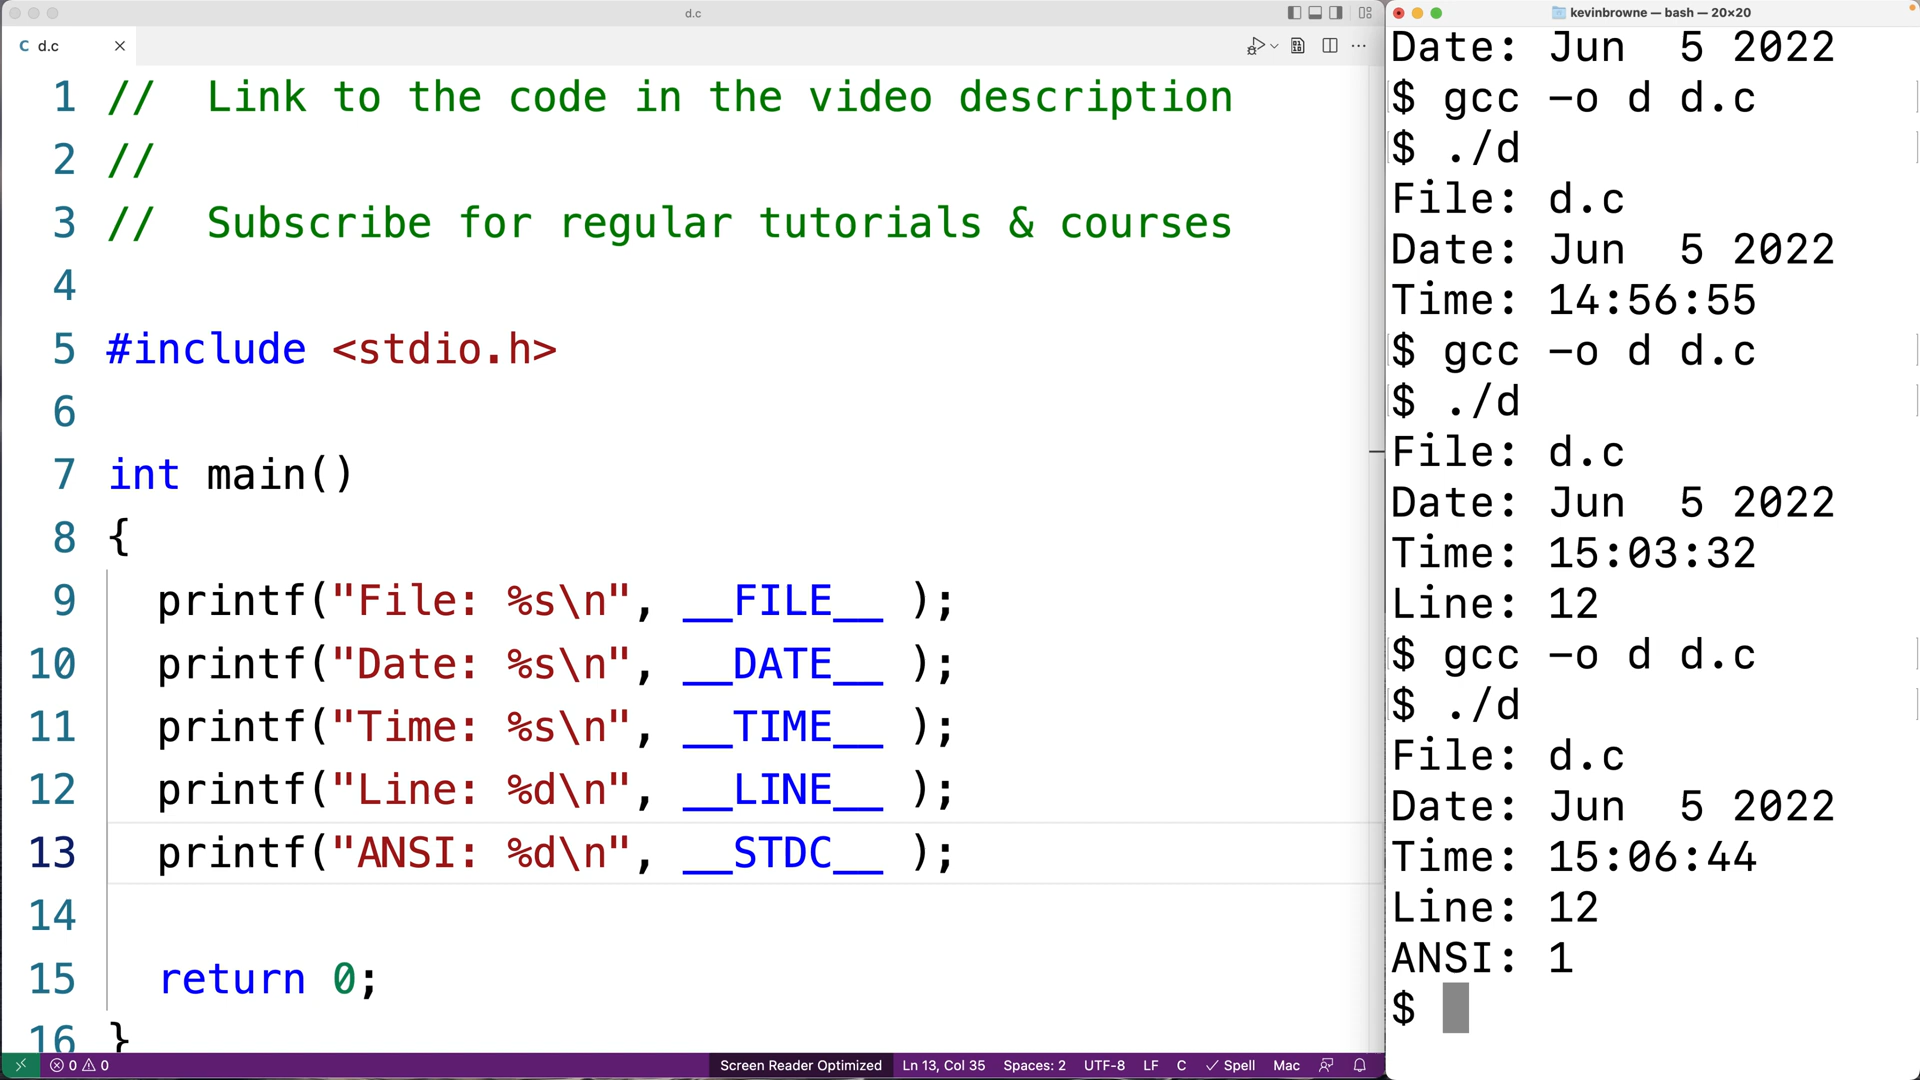 d.c
C d.c
1 //  Link to the code in the video description
2 //
3 //  Subscribe for regular tutorials & courses
4
5 #include <stdio.h>
6
7 int main()
8 {
9   printf("File: %s\n", __FILE__ );
10   printf("Date: %s\n", __DATE__ );
11   printf("Time: %s\n", __TIME__ );
12   printf("Line: %d\n", __LINE__ );
13   printf("ANSI: %d\n", __STDC__ );
14
15   return 0;
16 }
0 0 Screen Reader Optimized Ln 13, Col 35 Spaces: 2 UTF-8 LF C Spell Mac
kevinbrowne — bash — 20×20
Date: Jun  5 2022
$ gcc -o d d.c
$ ./d
File: d.c
Date: Jun  5 2022
Time: 14:56:55
$ gcc -o d d.c
$ ./d
File: d.c
Date: Jun  5 2022
Time: 15:03:32
Line: 12
$ gcc -o d d.c
$ ./d
File: d.c
Date: Jun  5 2022
Time: 15:06:44
Line: 12
ANSI: 1
$